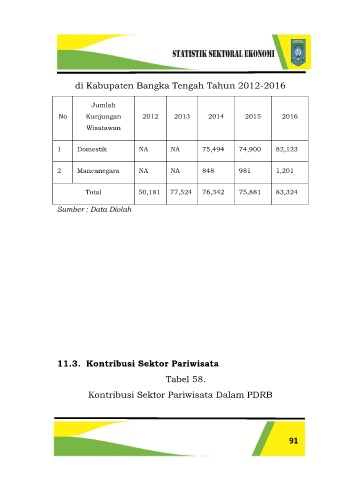 STATISTIK SEKTORAL EKONOMI
di Kabupaten Bangka Tengah Tahun 2012-2016
No Jumlah Kunjungan Wisatawan 2012 2013 2014 2015 2016
1 Domestik NA NA 75,494 74,900 82,123
2 Mancanegara NA NA 848 981 1,201
Total 50,181 77,524 76,342 75,881 83,324
Sumber : Data Diolah
11.3. Kontribusi Sektor Pariwisata
Tabel 58.
Kontribusi Sektor Pariwisata Dalam PDRB
91